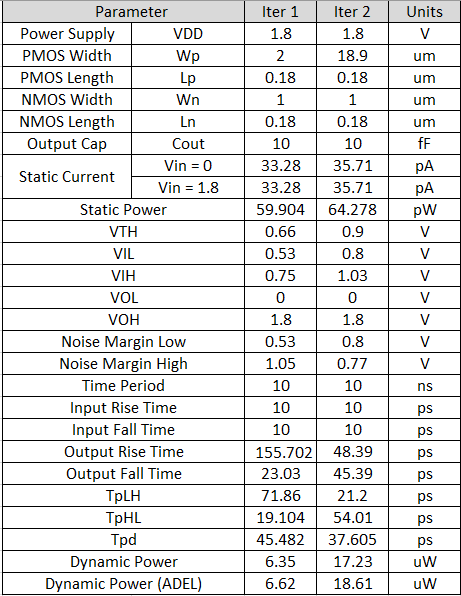 Parameter Iter 1 Iter 2 Units
Power Supply VDD 1.8 1.8 V
PMOS Width Wp 2 18.9 um
PMOS Length Lp 0.18 0.18 um
NMOS Width Wn 1 1 um
NMOS Length Ln 0.18 0.18 um
Output Cap Cout 10 10 fF
Static Current Vin = 0 33.28 35.71 pA
Vin = 1.8 33.28 35.71 pA
Static Power 59.904 64.278 pW
VTH 0.66 0.9 V
VIL 0.53 0.8 V
VIH 0.75 1.03 V
VOL 0 0 V
VOH 1.8 1.8 V
Noise Margin Low 0.53 0.8 V
Noise Margin High 1.05 0.77 V
Time Period 10 10 ns
Input Rise Time 10 10 ps
Input Fall Time 10 10 ps
Output Rise Time 155.702 48.39 ps
Output Fall Time 23.03 45.39 ps
TpLH 71.86 21.2 ps
TpHL 19.104 54.01 ps
Tpd 45.482 37.605 ps
Dynamic Power 6.35 17.23 uW
Dynamic Power (ADEL) 6.62 18.61 uW